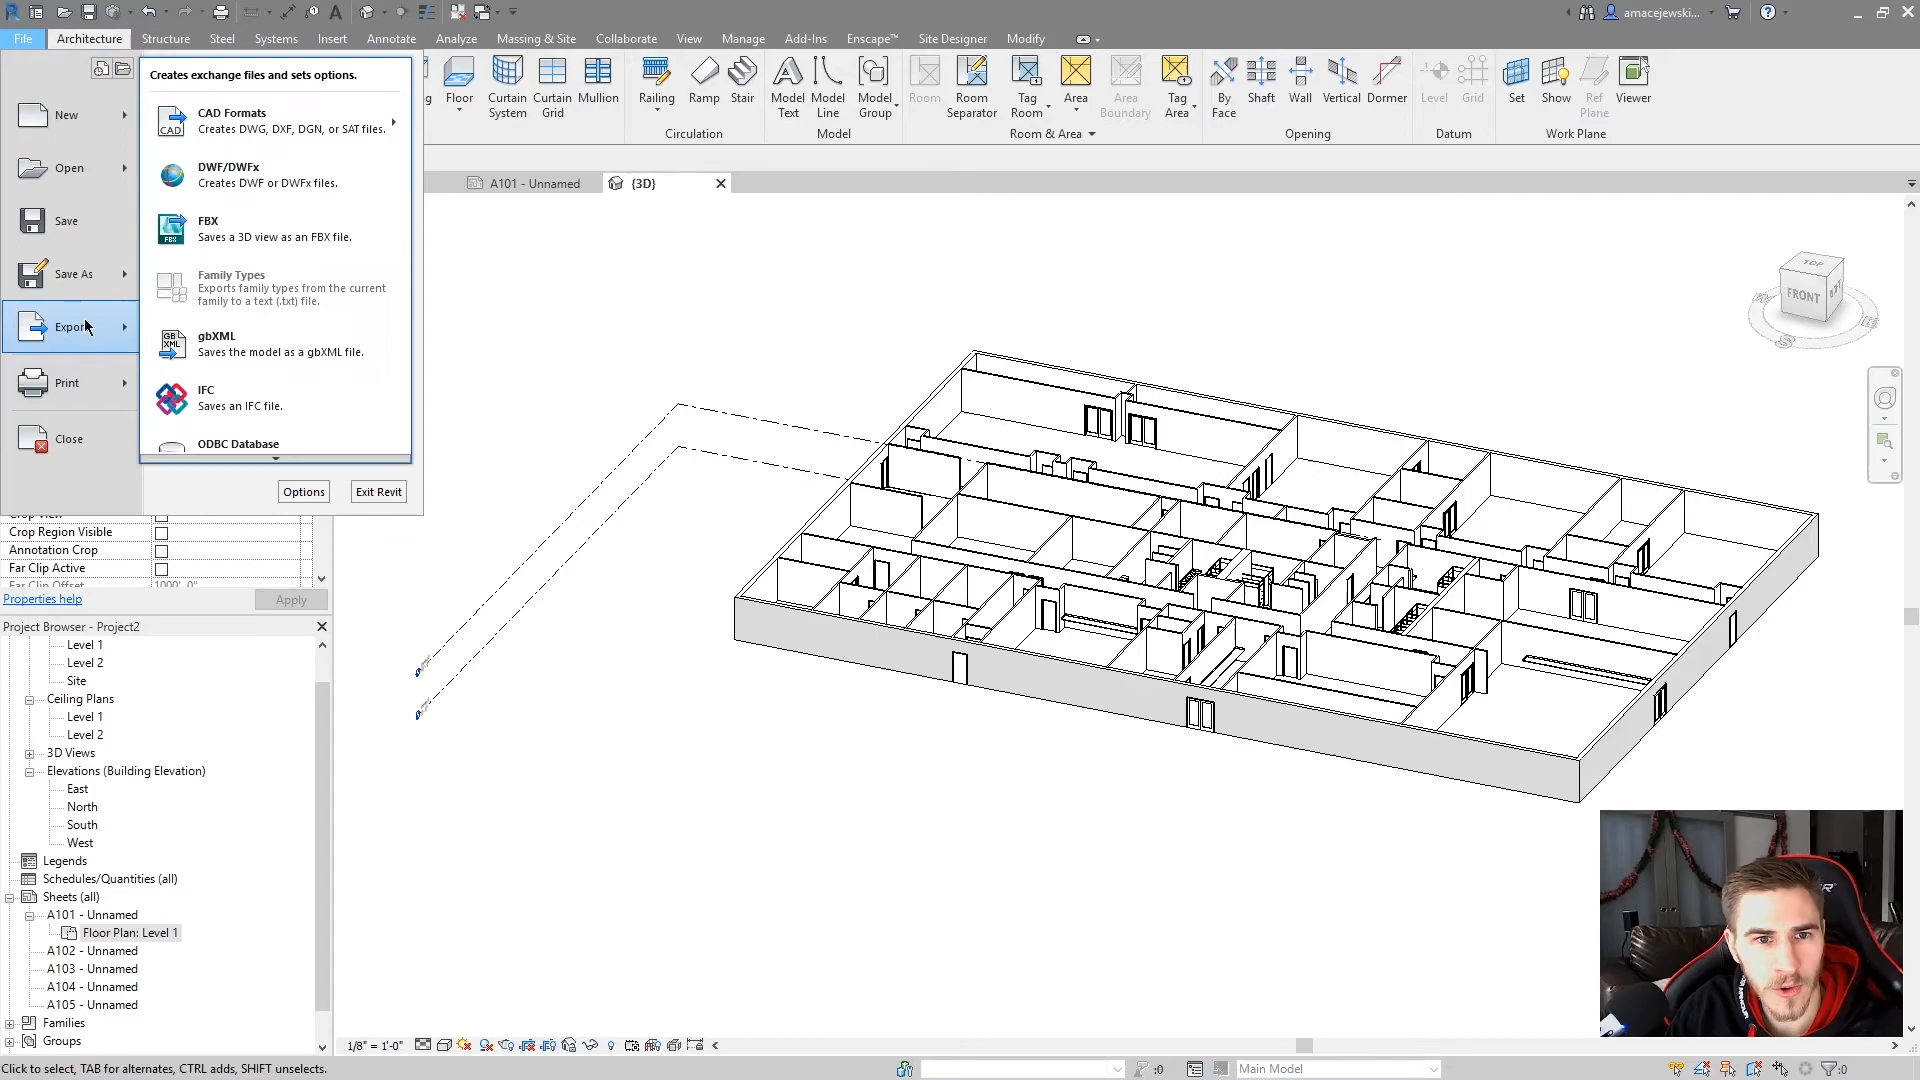 amacejewski...
File Architecture Structure Steel Systems Insert Annotate Analyze Massing & Site Collaborate View Manage Add-Ins Enscape™ Site Designer Modify
Floor
Curtain System
Curtain Grid
Mullion
Railing
Ramp
Stair
Model Text
Model Line
Model Group
Room
Room Separator
Tag Room
Area
Area Boundary
Tag Area
By Face
Shaft
Wall
Vertical
Dormer
Level
Grid
Set
Show
Ref Plane
Viewer
Circulation
Model
Room & Area
Opening
Datum
Work Plane
New
Open
Save
Save As
Export
Print
Close
Creates exchange files and sets options.
CAD Formats
Creates DWG, DXF, DGN, or SAT files.
DWF/DWFx
Creates DWF or DWFx files.
FBX
Saves a 3D view as an FBX file.
Family Types
Exports family types from the current
family to a text (.txt) file.
gbXML
Saves the model as a gbXML file.
IFC
Saves an IFC file.
ODBC Database
Options
Exit Revit
A101 - Unnamed
{3D}
TOP
FRONT
Crop View
Crop Region Visible
Annotation Crop
Far Clip Active
Far Clip Offset 1000' 0"
Properties help
Apply
Project Browser - Project2
Level 1
Level 2
Site
Ceiling Plans
Level 1
Level 2
3D Views
Elevations (Building Elevation)
East
North
South
West
Legends
Schedules/Quantities (all)
Sheets (all)
A101 - Unnamed
Floor Plan: Level 1
A102 - Unnamed
A103 - Unnamed
A104 - Unnamed
A105 - Unnamed
Families
Groups
1/8" = 1'-0"
Click to select, TAB for alternates, CTRL adds, SHIFT unselects.
:0
Main Model
:0